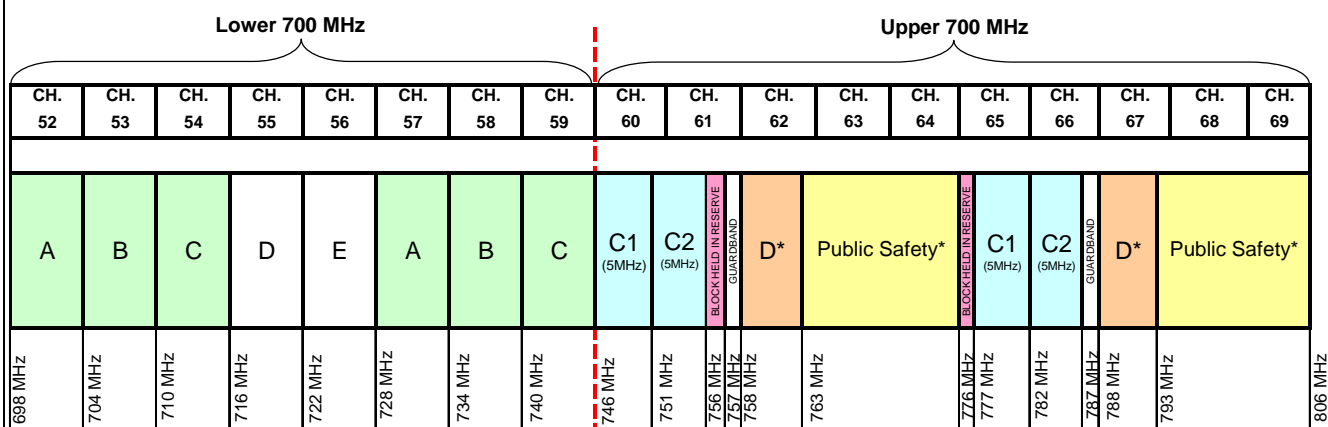 Lower 700 MHz Upper 700 MHz
CH. CH. CH. CH. CH. CH. CH. CH. CH. CH. CH. CH. CH. CH. CH. CH. CH. CH.
52 53 54 55 56 57 58 59 60 61 62 63 64 65 66 67 68 69
A B C D E A B C C1 C2 BLOCK HELD IN RESERVE GUARDBAND D* Public Safety* BLOCK HELD IN RESERVE C1 C2 GUARDBAND D* Public Safety*
(5MHz) (5MHz) (5MHz) (5MHz)
698 MHz 704 MHz 710 MHz 716 MHz 722 MHz 728 MHz 734 MHz 740 MHz 746 MHz 751 MHz 756 MHz 757 MHz 758 MHz 763 MHz 776 MHz 777 MHz 782 MHz 787 MHz 788 MHz 793 MHz 806 MHz